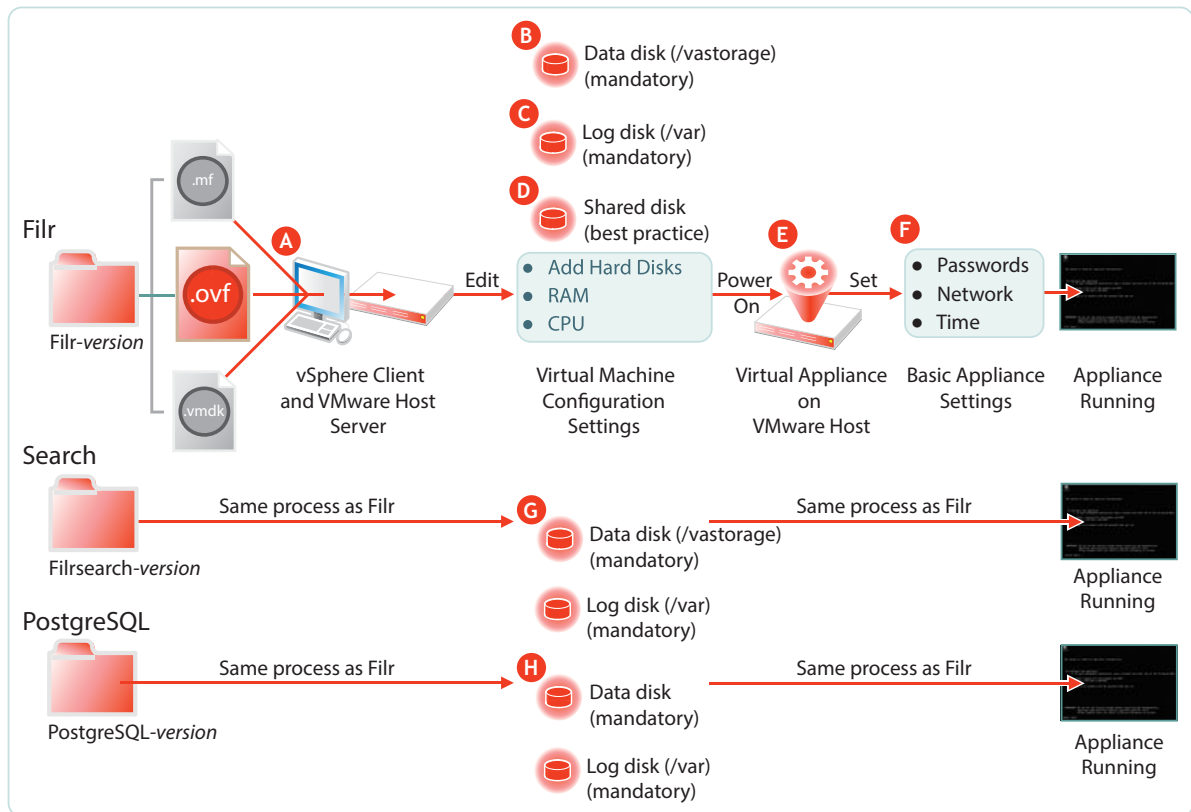 B
Data disk (/vastorage)
(mandatory)
C
Log disk (/var)
(mandatory)
D
Shared disk
(best practice)
Filr
Filr-version
.mf
.ovf
.vmdk
A
vSphere Client
and VMware Host
Server
Edit
• Add Hard Disks
• RAM
• CPU
Virtual Machine
Configuration
Settings
Power
On
E
Virtual Appliance
on
VMware Host
Set
F
• Passwords
• Network
• Time
Basic Appliance
Settings
Appliance
Running
Search
Filrsearch-version
Same process as Filr
G
Data disk (/vastorage)
(mandatory)
Log disk (/var)
(mandatory)
Same process as Filr
Appliance
Running
PostgreSQL
PostgreSQL-version
Same process as Filr
H
Data disk
(mandatory)
Log disk (/var)
(mandatory)
Same process as Filr
Appliance
Running